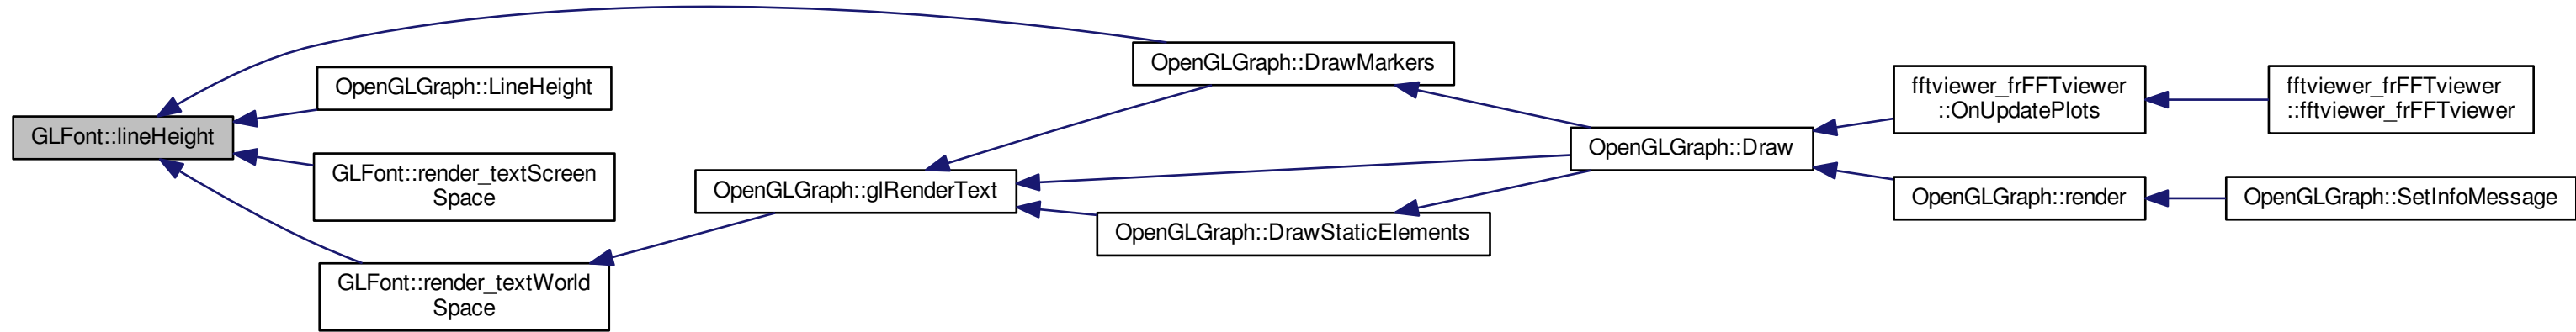 GLFont::lineHeight
OpenGLGraph::LineHeight
GLFont::render_textScreen
Space
GLFont::render_textWorld
Space
OpenGLGraph::glRenderText
OpenGLGraph::DrawMarkers
OpenGLGraph::DrawStaticElements
OpenGLGraph::Draw
fftviewer_frFFTviewer
::OnUpdatePlots
OpenGLGraph::render
fftviewer_frFFTviewer
::fftviewer_frFFTviewer
OpenGLGraph::SetInfoMessage